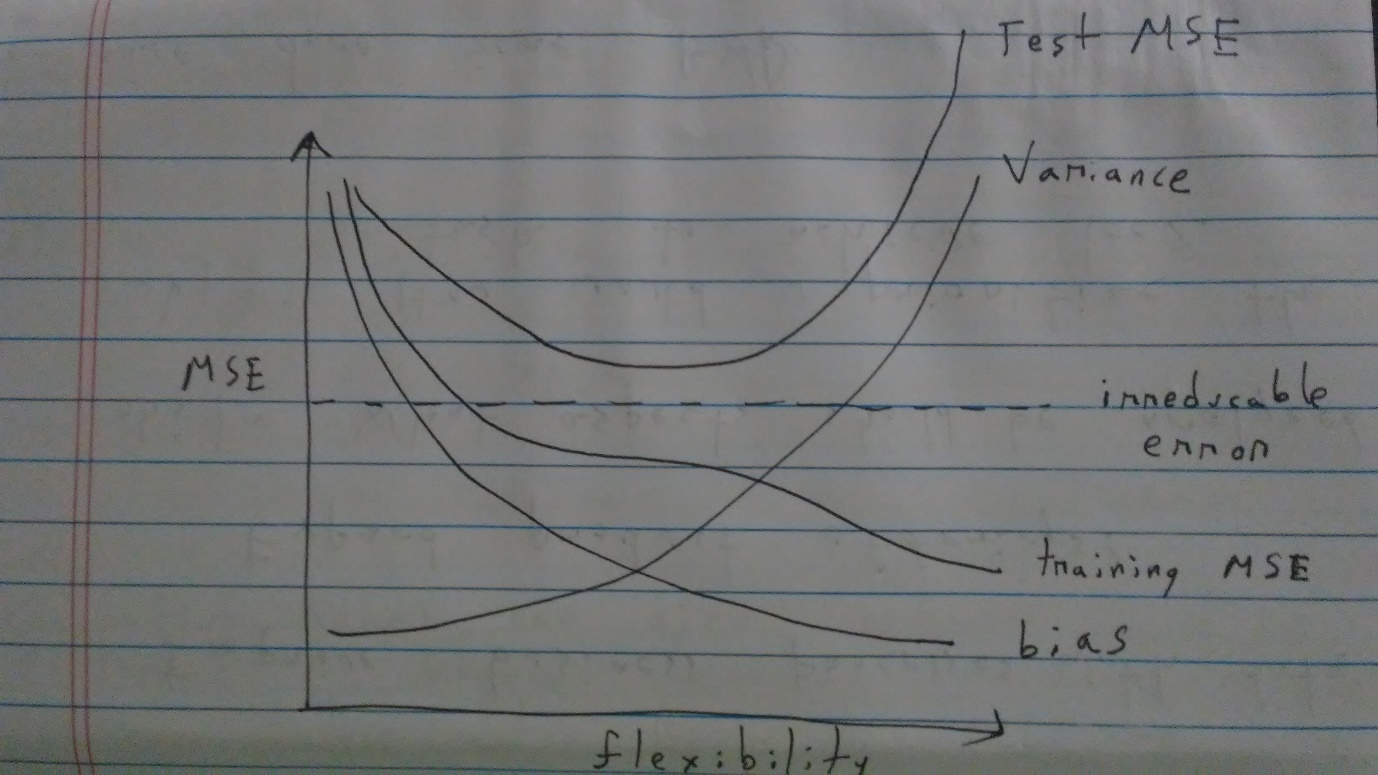 Test MSE
Variance
MSE
irreducable
error
training MSE
bias
flexibility